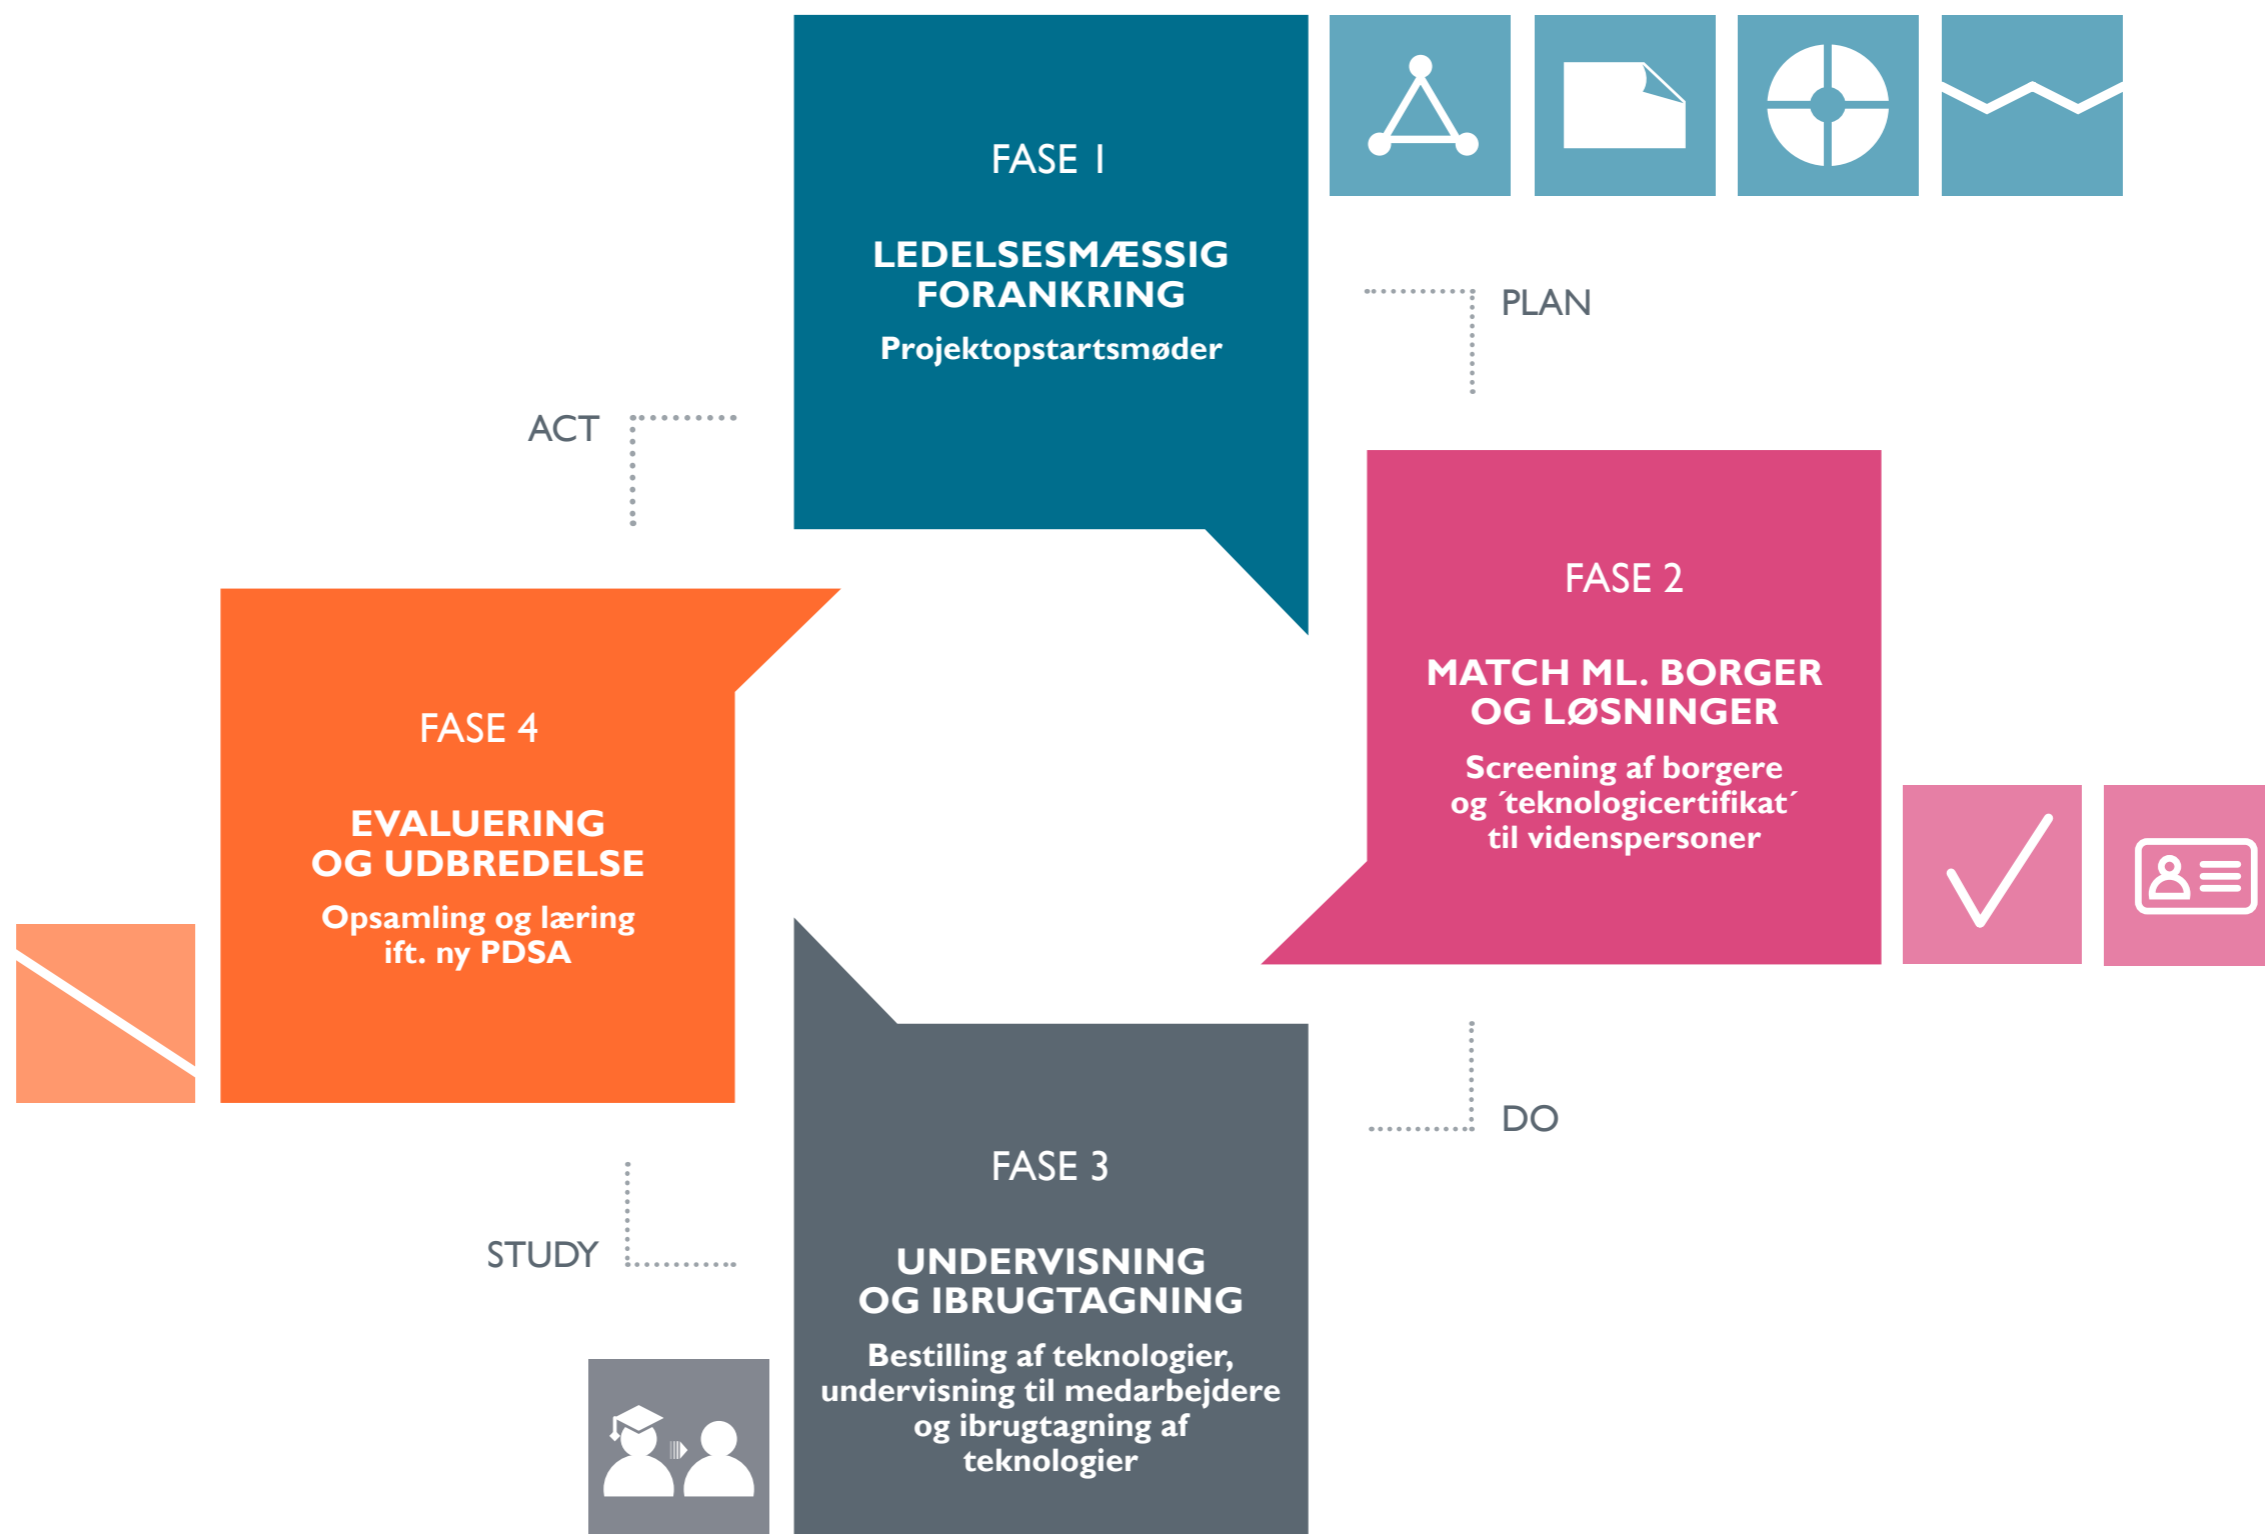 FASE 1
LEDELSESMÆSSIG
FORANKRING
Projektopstartsmøder
PLAN
FASE 2
MATCH ML. BORGER
OG LØSNINGER
Screening af borgere
og ´teknologicertifikat´
til videnspersoner
DO
FASE 3
UNDERVISNING
OG IBRUGTAGNING
Bestilling af teknologier,
undervisning til medarbejdere
og ibrugtagning af
teknologier
STUDY
FASE 4
EVALUERING
OG UDBREDELSE
Opsamling og læring
ift. ny PDSA
ACT